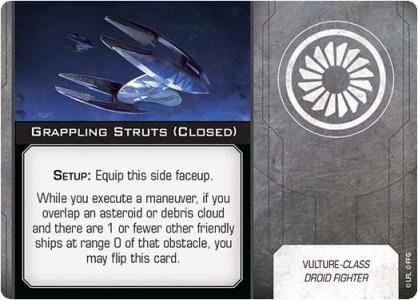 GRAPPLING STRUTS (CLOSED)
SETUP: Equip this side faceup.
While you execute a maneuver, if you
overlap an asteroid or debris cloud
and there are 1 or fewer other friendly
ships at range 0 of that obstacle, you
may flip this card.
VULTURE-CLASS
DROID FIGHTER
© LFL © FFG